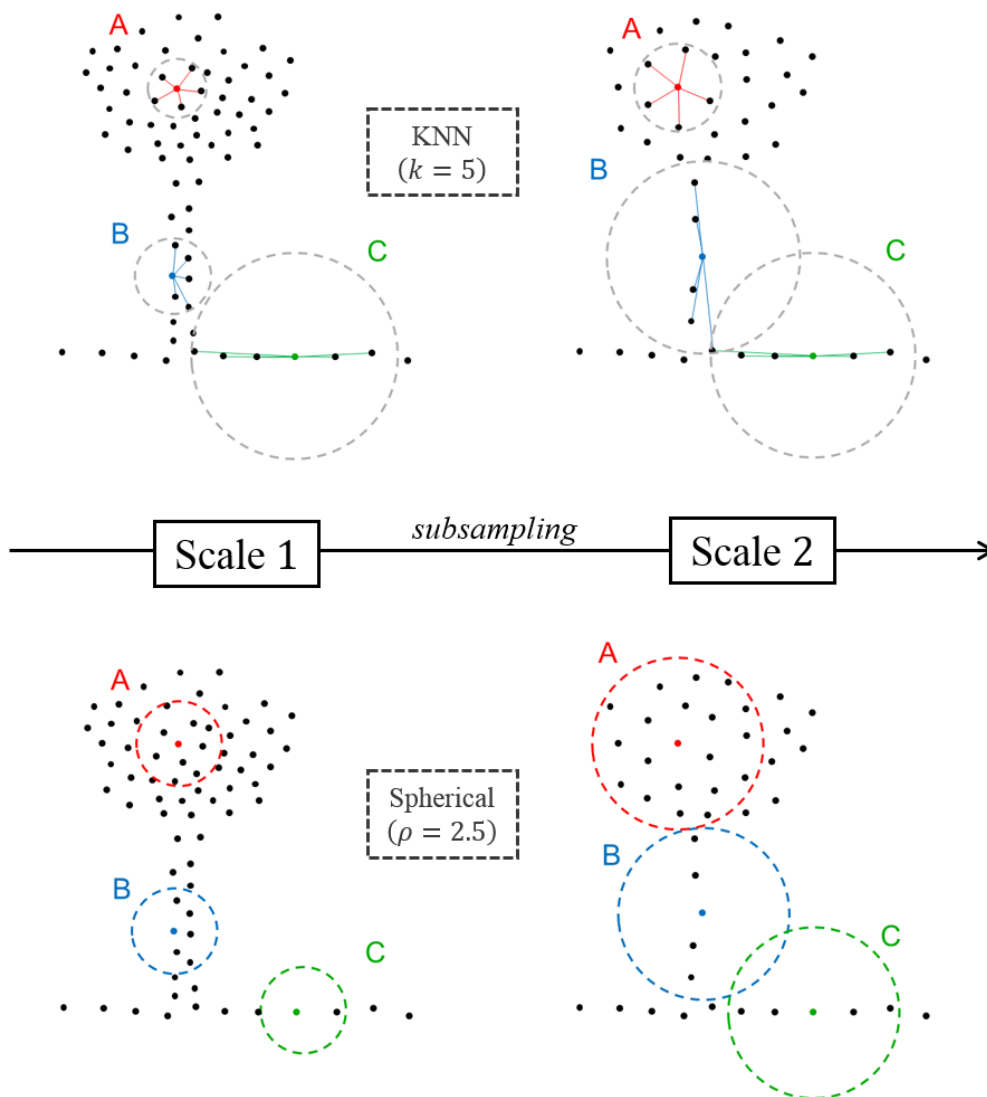 A
A
KNN
(k = 5)
B
B
C
C
subsampling
Scale 1
Scale 2
A
A
Spherical
(ρ = 2.5)
B
B
C
C